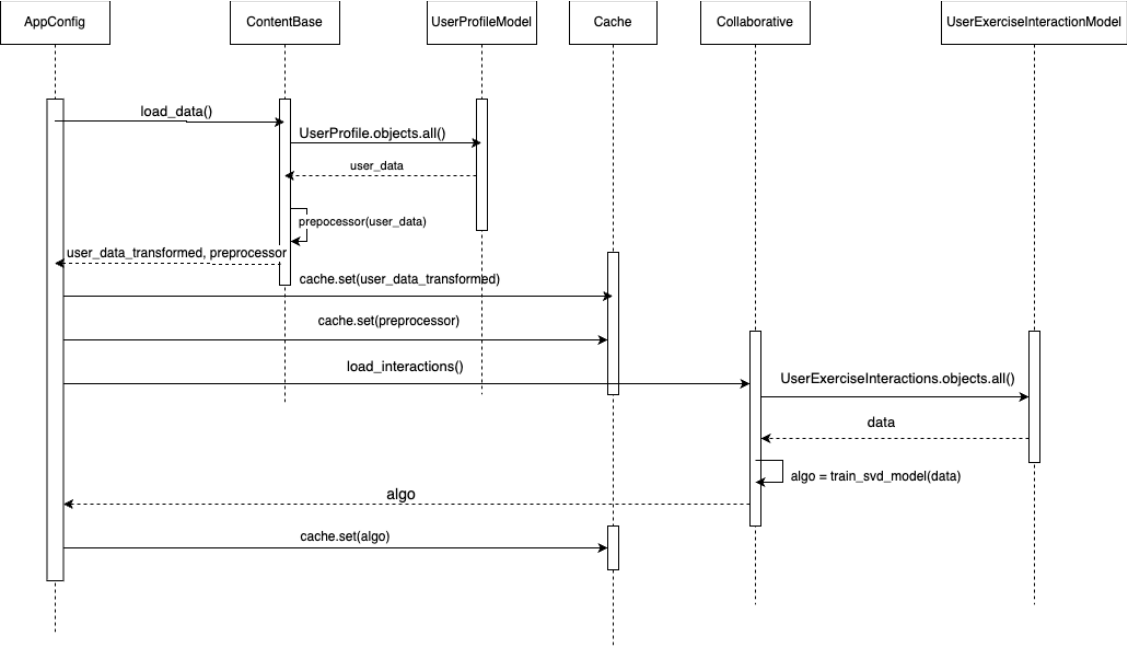 AppConfig
ContentBase
UserProfileModel
Cache
Collaborative
UserExerciseInteractionModel
load_data()
UserProfile.objects.all()
user_data
prepocessor(user_data)
user_data_transformed, preprocessor
cache.set(user_data_transformed)
cache.set(preprocessor)
load_interactions()
UserExerciseInteractions.objects.all()
data
algo = train_svd_model(data)
algo
cache.set(algo)